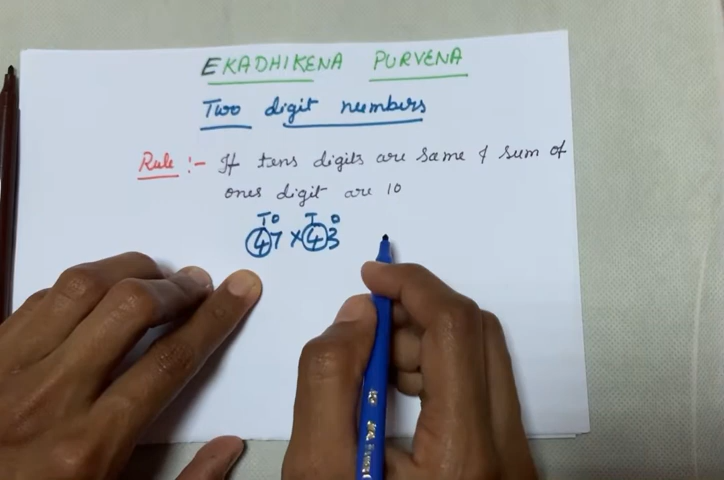 EKADHIKENA PURVENA
Two digit numbers
Rule :- If tens digits are same & sum of
ones digit are 10
T O T O
47 x 43